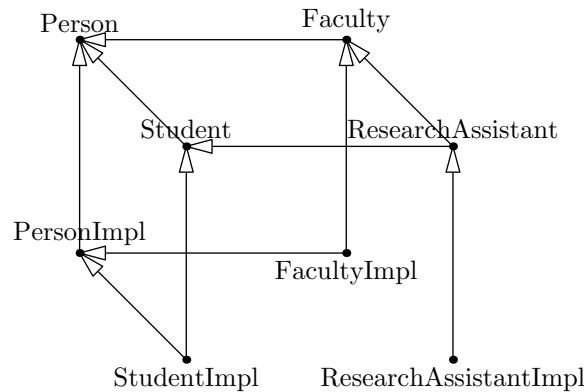 Person
Faculty
Student
ResearchAssistant
PersonImpl
FacultyImpl
StudentImpl
ResearchAssistantImpl